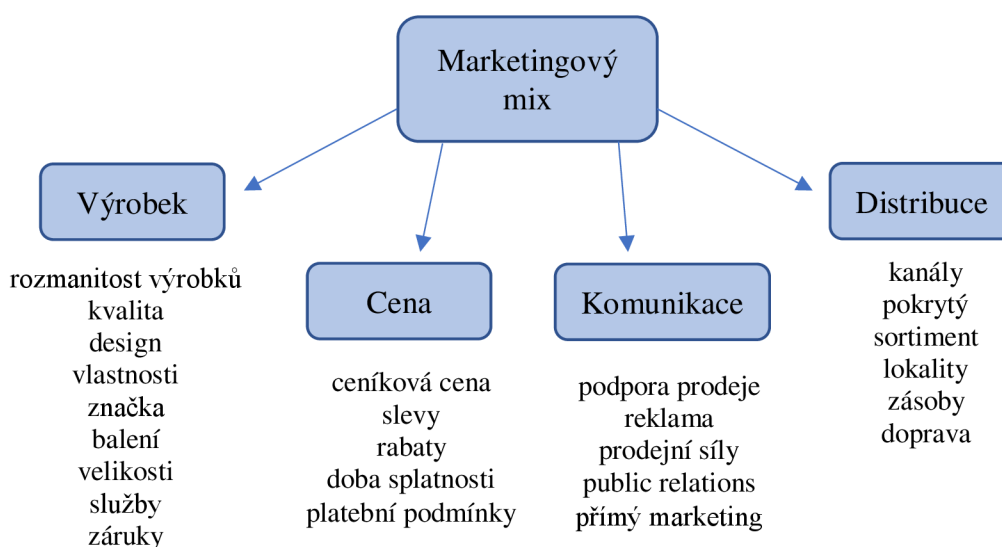 Marketingový
mix
Výrobek
rozmanitost výrobků
kvalita
design
vlastnosti
značka
balení
velikosti
služby
záruky
Cena
ceníková cena
slevy
rabaty
doba splatnosti
platební podmínky
Komunikace
podpora prodeje
reklama
prodejní síly
public relations
přímý marketing
Distribuce
kanály
pokrytý
sortiment
lokality
zásoby
doprava